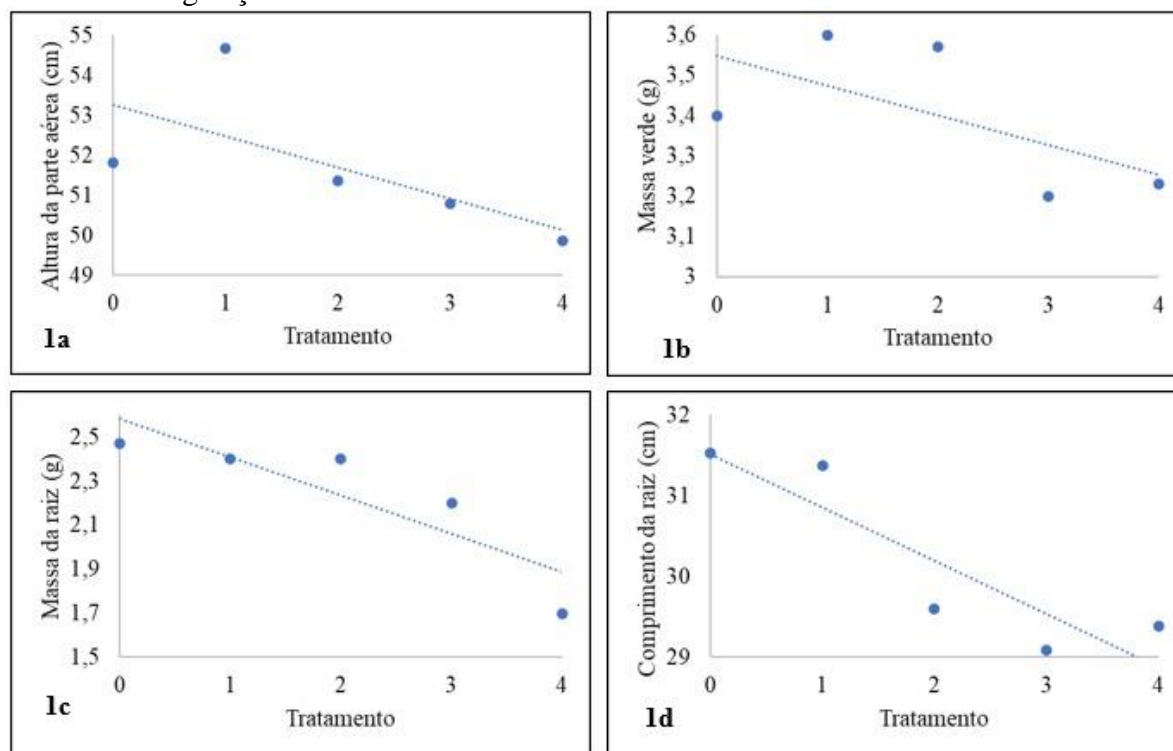 Altura da parte aérea (cm)
55
54
53
52
51
50
49
0 1 2 3 4
Tratamento
1a
Massa verde (g)
3,6
3,5
3,4
3,3
3,2
3,1
3
0 1 2 3 4
Tratamento
1b
Massa da raiz (g)
2,5
2,3
2,1
1,9
1,7
1,5
0 1 2 3 4
Tratamento
1c
Comprimento da raiz (cm)
32
31
30
29
0 1 2 3 4
Tratamento
1d